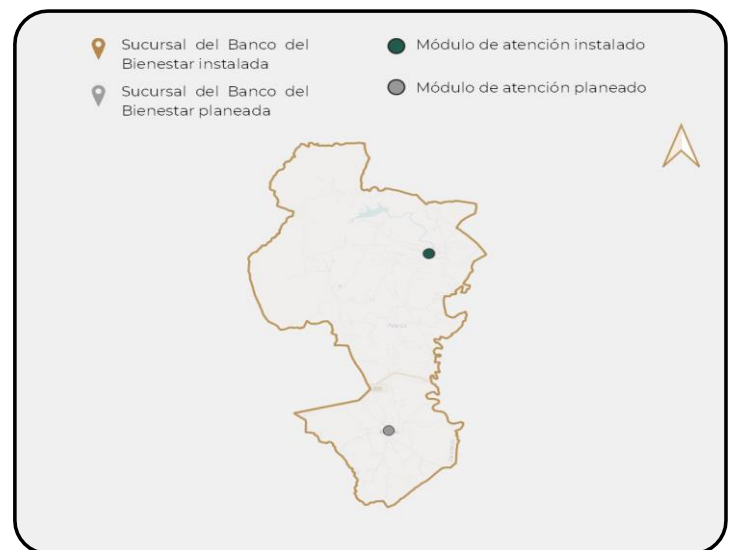 Sucursal del Banco del
Bienestar instalada
Sucursal del Banco del
Bienestar planeada
Módulo de atención instalado
Módulo de atención planeado